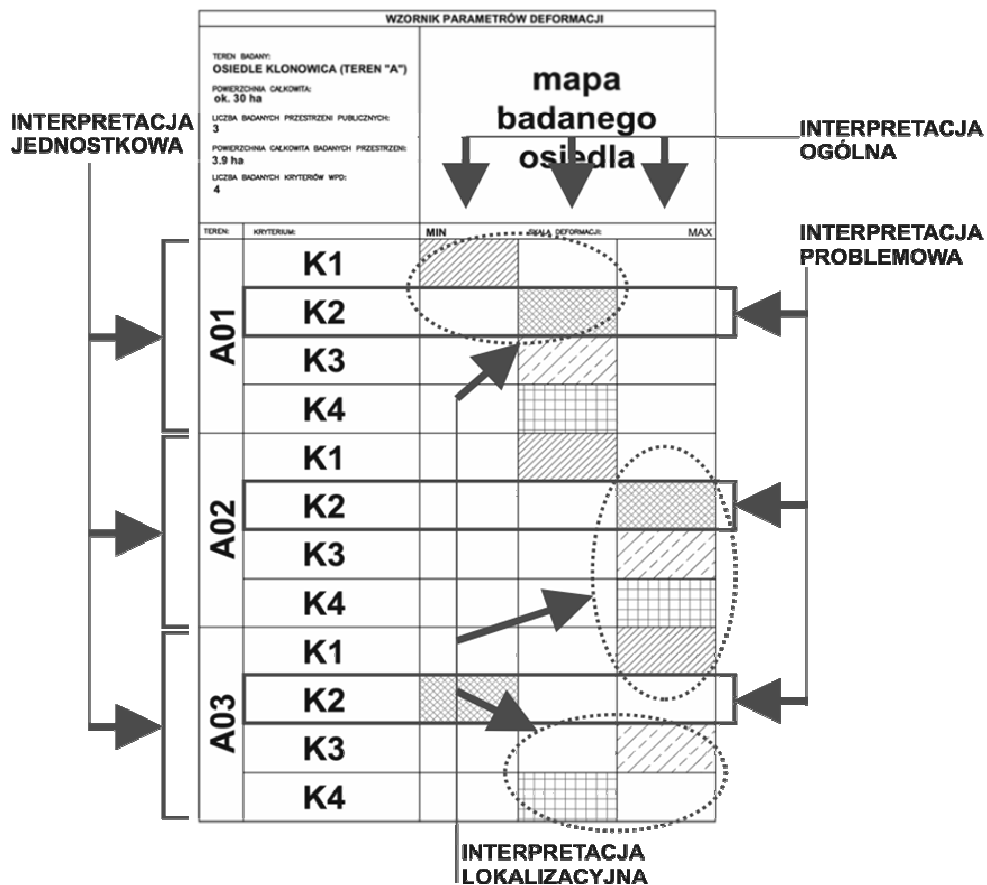 WZORNIK PARAMETRÓW DEFORMACJI
TEREN BADANY:
OSIEDLE KLONOWICA (TEREN "A")
POWIERZCHNIA CAŁKOWITA:
ok. 30 ha
LICZBA BADANYCH PRZESTRZENI PUBLICZNYCH:
3
POWIERZCHNIA CAŁKOWITA BADANYCH PRZESTRZENI:
3.9 ha
LICZBA BADANYCH KRYTERIÓW WPD:
4
mapa
badanego
osiedla
INTERPRETACJA
JEDNOSTKOWA
INTERPRETACJA
OGÓLNA
INTERPRETACJA
PROBLEMOWA
TEREN: KRYTERIUM: MIN SKALA DEFORMACJI: MAX
A01
K1
K2
K3
K4
A02
K1
K2
K3
K4
A03
K1
K2
K3
K4
INTERPRETACJA
LOKALIZACYJNA